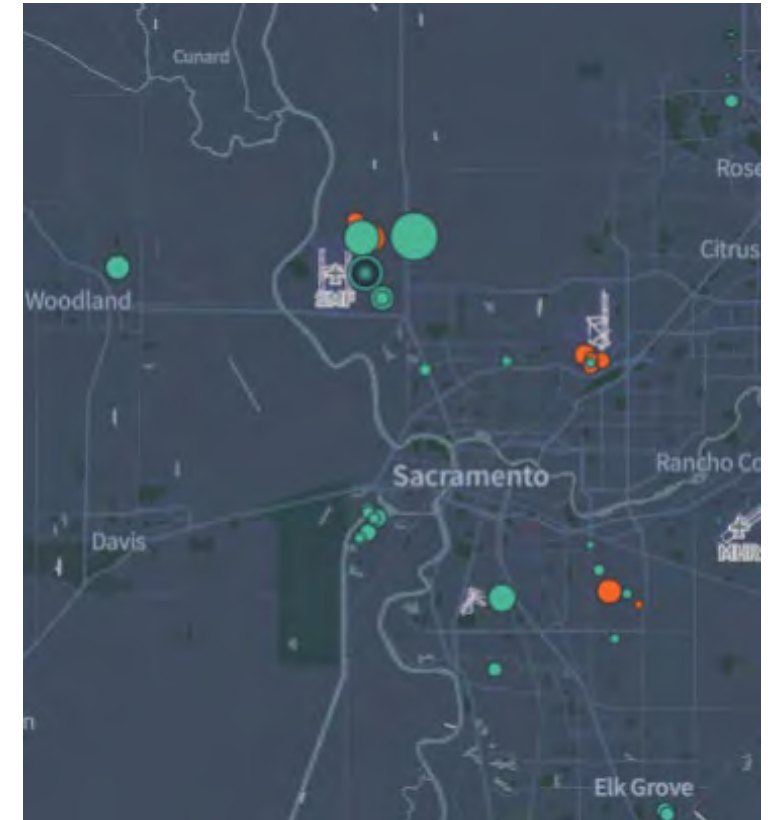 Cunard
Rose
Citrus
Woodland
SMF
Sacramento
Rancho Co
Davis
MHR
n
Elk Grove